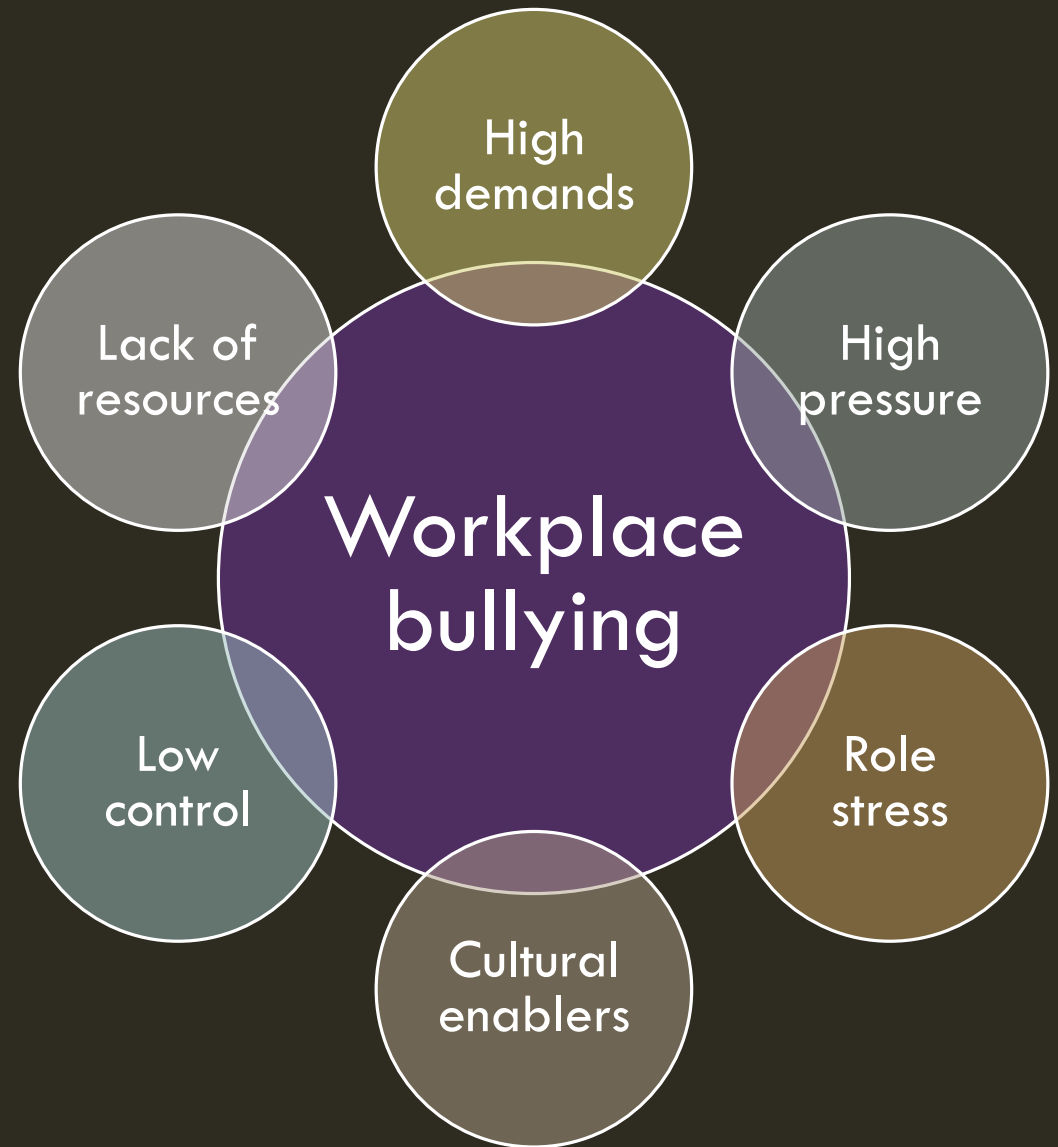 High
demands
Lack of
resources
High
pressure
Workplace
bullying
Low
control
Role
stress
Cultural
enablers